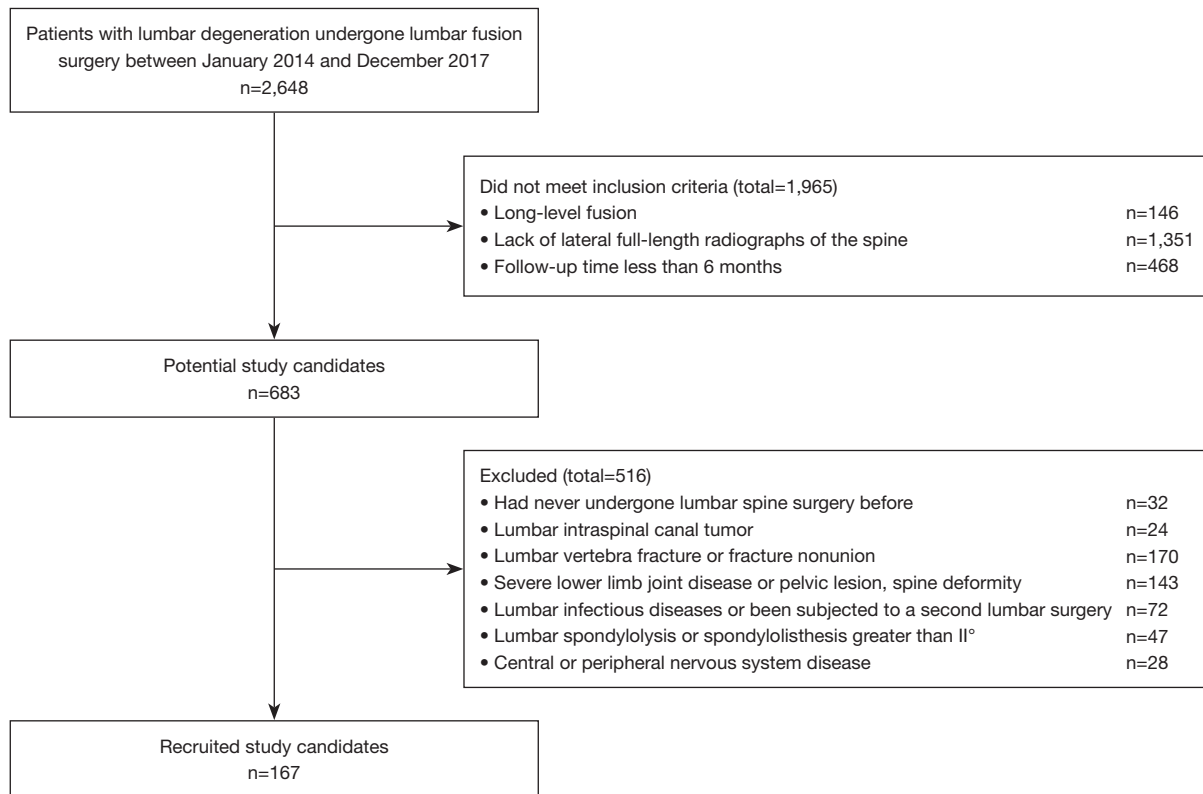 Patients with lumbar degeneration undergone lumbar fusion
surgery between January 2014 and December 2017
n=2,648
Did not meet inclusion criteria (total=1,965)
• Long-level fusion n=146
• Lack of lateral full-length radiographs of the spine n=1,351
• Follow-up time less than 6 months n=468
Potential study candidates
n=683
Excluded (total=516)
• Had never undergone lumbar spine surgery before n=32
• Lumbar intraspinal canal tumor n=24
• Lumbar vertebra fracture or fracture nonunion n=170
• Severe lower limb joint disease or pelvic lesion, spine deformity n=143
• Lumbar infectious diseases or been subjected to a second lumbar surgery n=72
• Lumbar spondylolysis or spondylolisthesis greater than II° n=47
• Central or peripheral nervous system disease n=28
Recruited study candidates
n=167